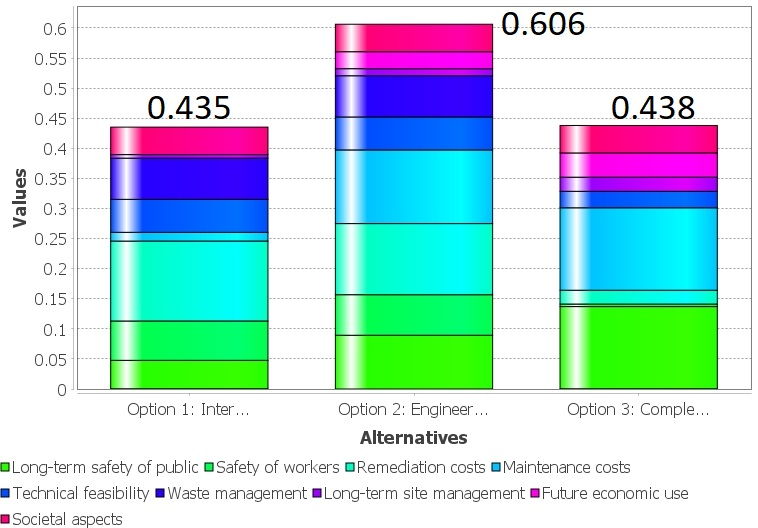 0.6
0.55
0.5
0.45
0.4
0.35
0.3
0.25
0.2
0.15
0.1
0.05
0
Values
0.435
0.606
0.438
Option 1: Inter...
Option 2: Engineer...
Option 3: Comple...
Alternatives
Long-term safety of public Safety of workers Remediation costs Maintenance costs
Technical feasibility Waste management Long-term site management Future economic use
Societal aspects